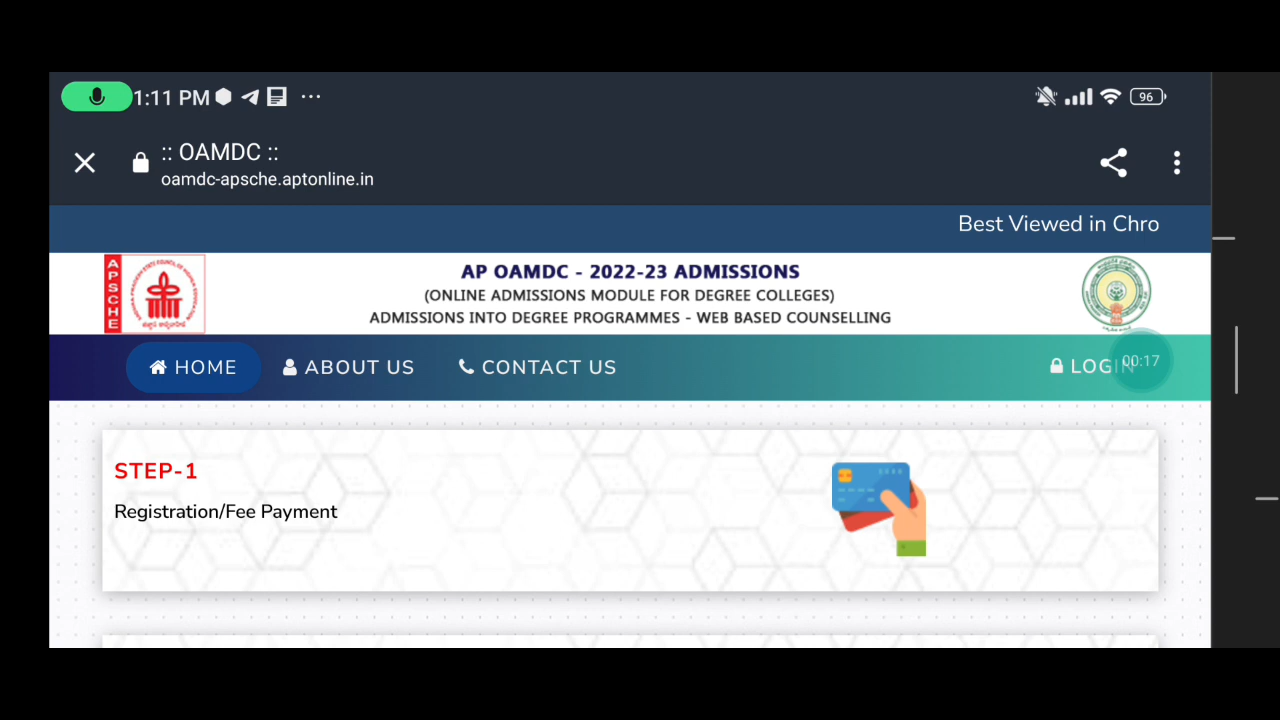 1:11 PM ...
96
:: OAMDC ::
oamdc-apsche.aptonline.in
Best Viewed in Chro
APSCHE
AP OAMDC - 2022-23 ADMISSIONS
(ONLINE ADMISSIONS MODULE FOR DEGREE COLLEGES)
ADMISSIONS INTO DEGREE PROGRAMMES - WEB BASED COUNSELLING
HOME ABOUT US CONTACT US LOGIN
00:17
STEP-1
Registration/Fee Payment